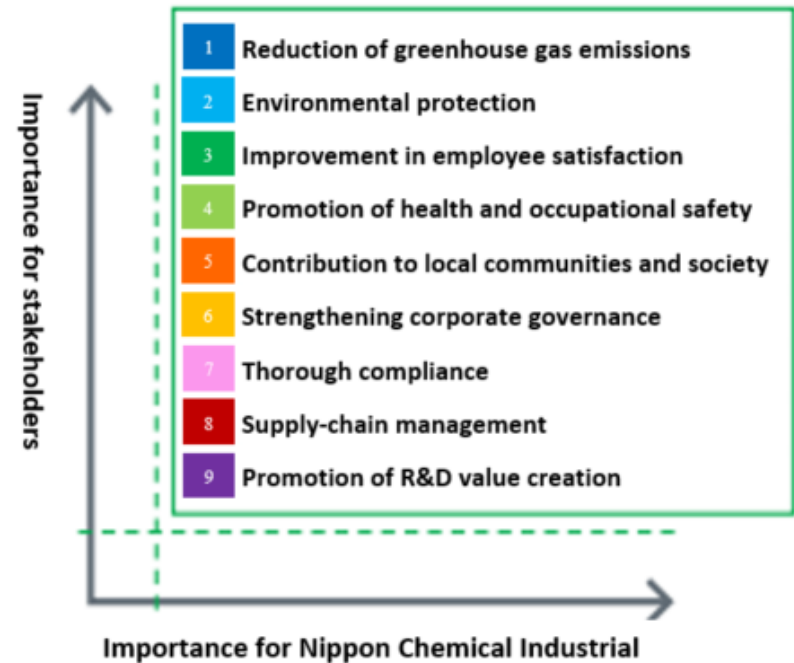 Importance for stakeholders
1 Reduction of greenhouse gas emissions
2 Environmental protection
3 Improvement in employee satisfaction
4 Promotion of health and occupational safety
5 Contribution to local communities and society
6 Strengthening corporate governance
7 Thorough compliance
8 Supply-chain management
9 Promotion of R&D value creation
Importance for Nippon Chemical Industrial